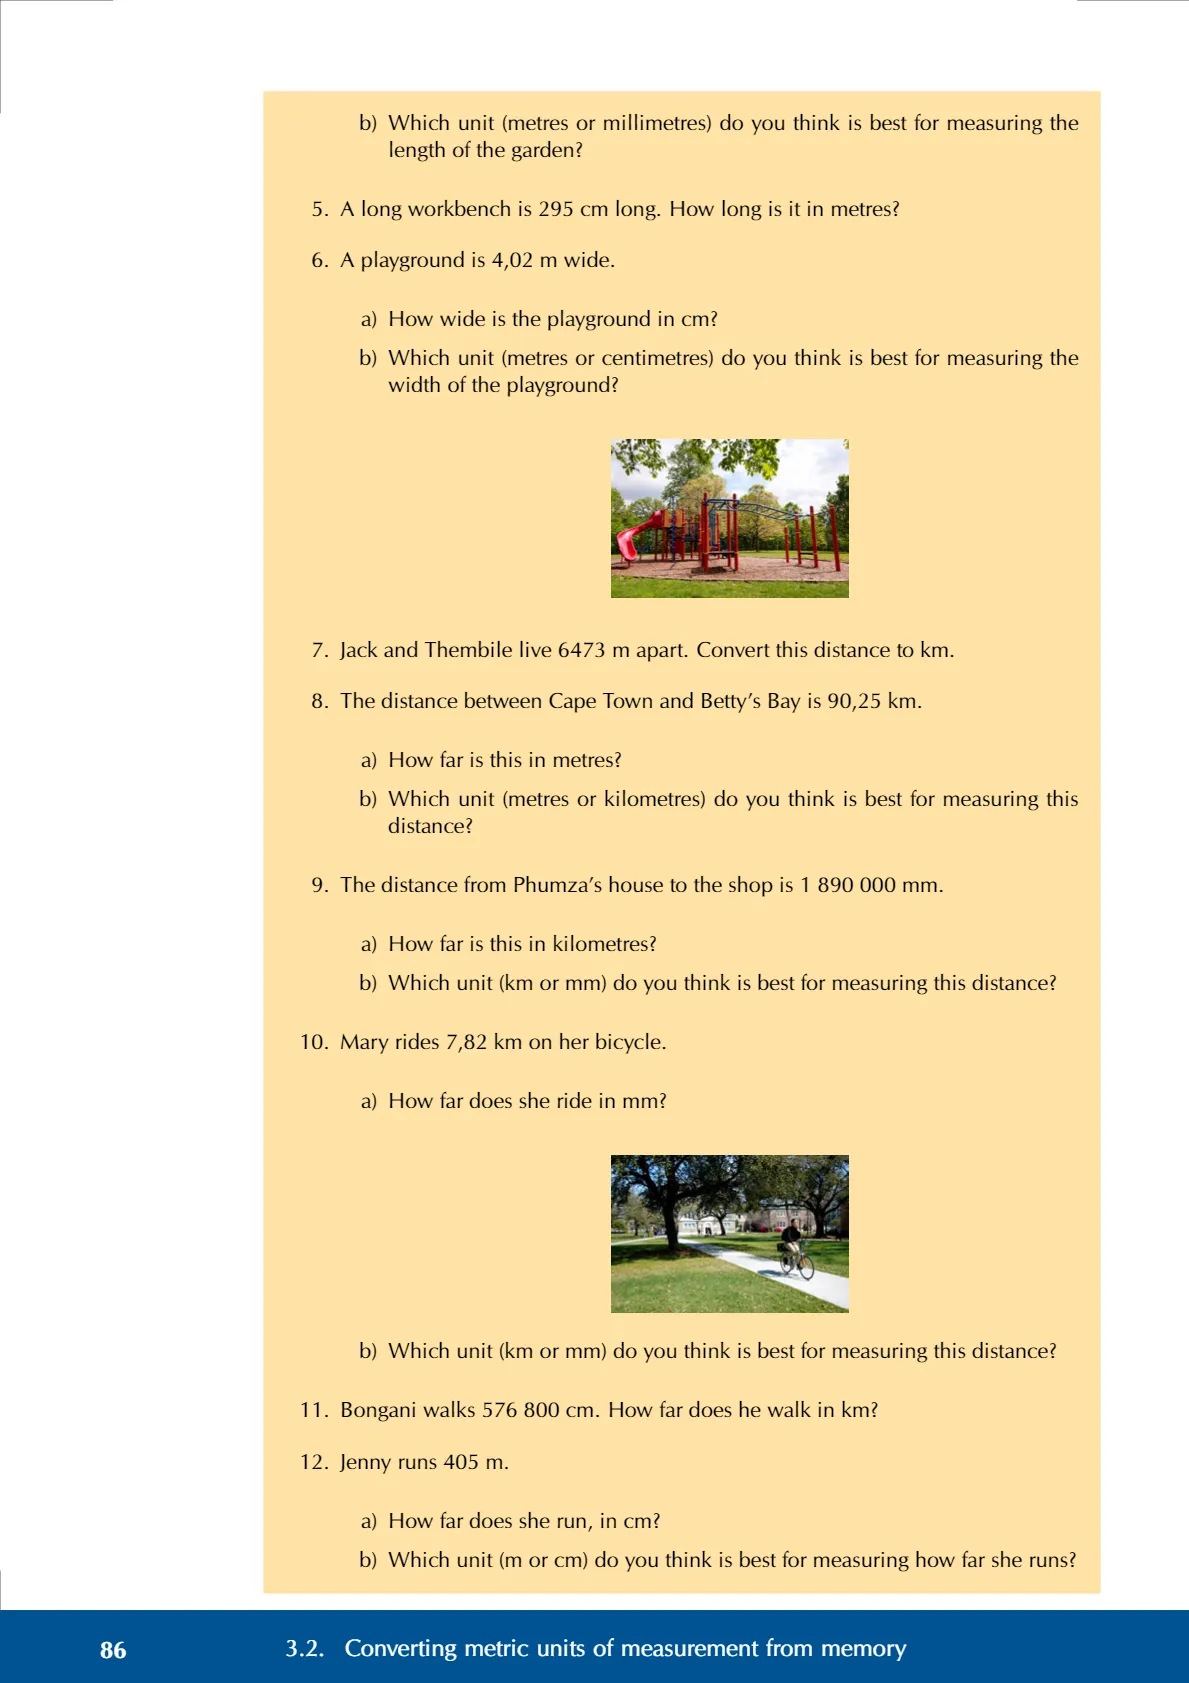 b) Which unit (metres or millimetres) do you think is best for measuring the
length of the garden?
5. A long workbench is 295 cm long. How long is it in metres?
6. A playground is 4,02 m wide.
a) How wide is the playground in cm?
b) Which unit (metres or centimetres) do you think is best for measuring the
width of the playground?
7. Jack and Thembile live 6473 m apart. Convert this distance to km.
8. The distance between Cape Town and Betty’s Bay is 90,25 km.
a) How far is this in metres?
b) Which unit (metres or kilometres) do you think is best for measuring this
distance?
9. The distance from Phumza’s house to the shop is 1 890 000 mm.
a) How far is this in kilometres?
b) Which unit (km or mm) do you think is best for measuring this distance?
10. Mary rides 7,82 km on her bicycle.
a) How far does she ride in mm?
b) Which unit (km or mm) do you think is best for measuring this distance?
11. Bongani walks 576 800 cm. How far does he walk in km?
12. Jenny runs 405 m.
a) How far does she run, in cm?
b) Which unit (m or cm) do you think is best for measuring how far she runs?
86 3.2. Converting metric units of measurement from memory